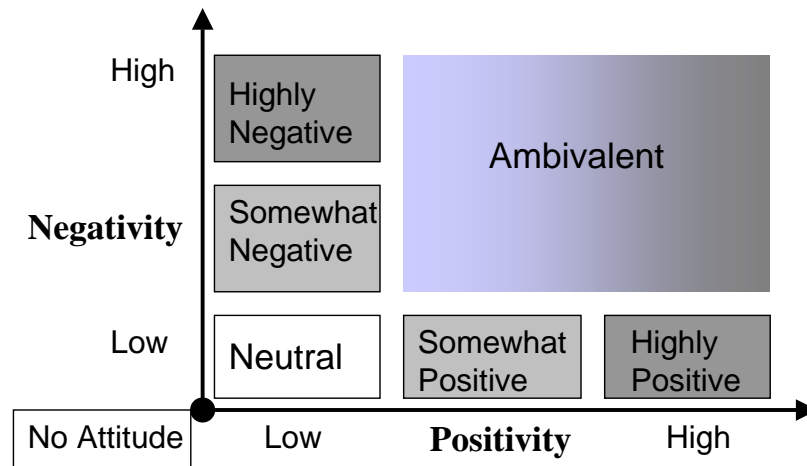 High
Highly
Negative
Ambivalent
Negativity
Somewhat
Negative
Low
Neutral
Somewhat
Positive
Highly
Positive
No Attitude
Low
Positivity
High